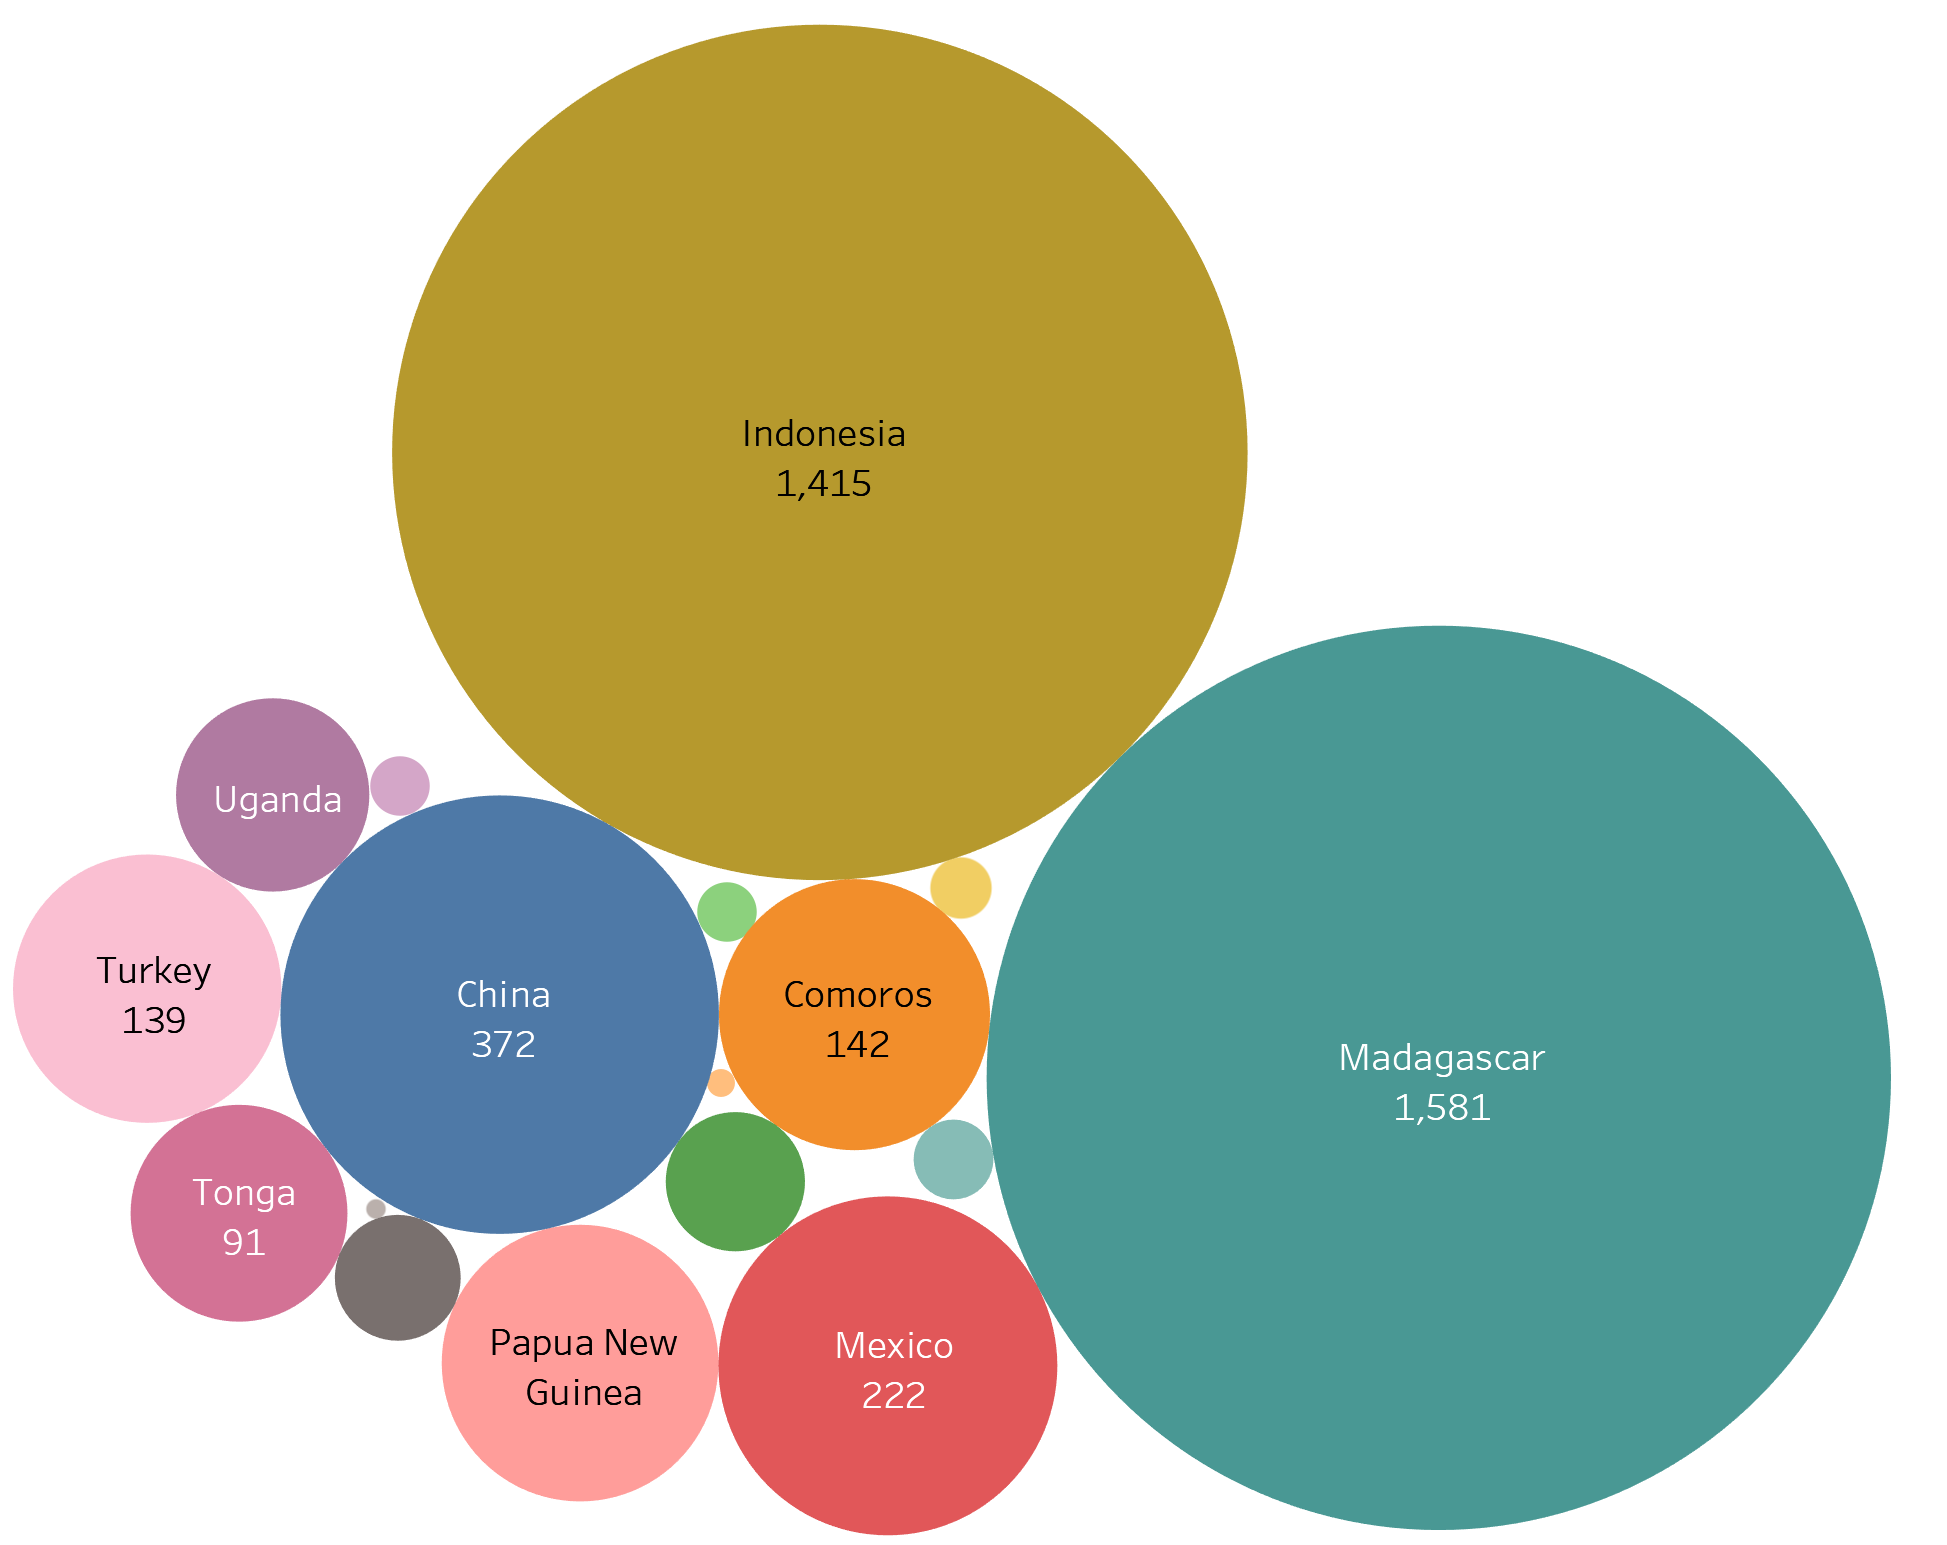 Indonesia
1,415
Uganda
Turkey
139
China
372
Comoros
142
Madagascar
1,581
Tonga
91
Papua New
Guinea
Mexico
222